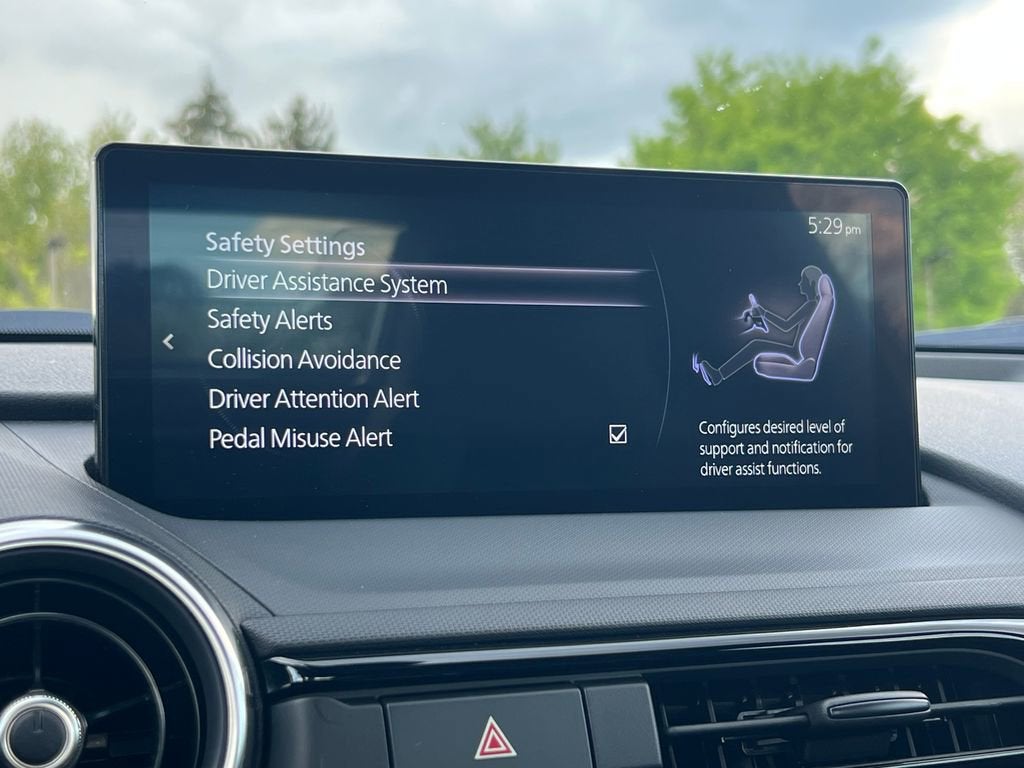 5:29 pm
Safety Settings
Driver Assistance System
Safety Alerts
Collision Avoidance
Driver Attention Alert
Pedal Misuse Alert
Configures desired level of
support and notification for
driver assist functions.